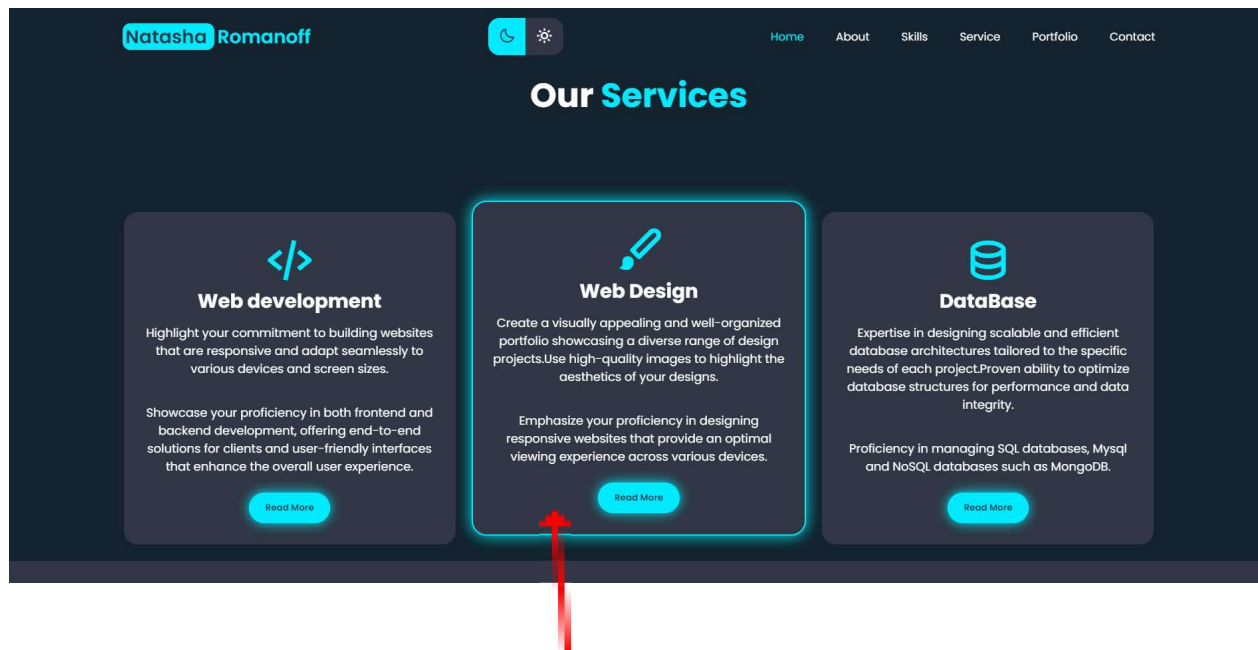 Natasha Romanoff
Home About Skills Service Portfolio Contact
Our Services
Web development
Highlight your commitment to building websites
that are responsive and adapt seamlessly to
various devices and screen sizes.
Showcase your proficiency in both frontend and
backend development, offering end-to-end
solutions for clients and user-friendly interfaces
that enhance the overall user experience.
Read More
Web Design
Create a visually appealing and well-organized
portfolio showcasing a diverse range of design
projects.Use high-quality images to highlight the
aesthetics of your designs.
Emphasize your proficiency in designing
responsive websites that provide an optimal
viewing experience across various devices.
Read More
DataBase
Expertise in designing scalable and efficient
database architectures tailored to the specific
needs of each project.Proven ability to optimize
database structures for performance and data
integrity.
Proficiency in managing SQL databases, Mysql
and NoSQL databases such as MongoDB.
Read More